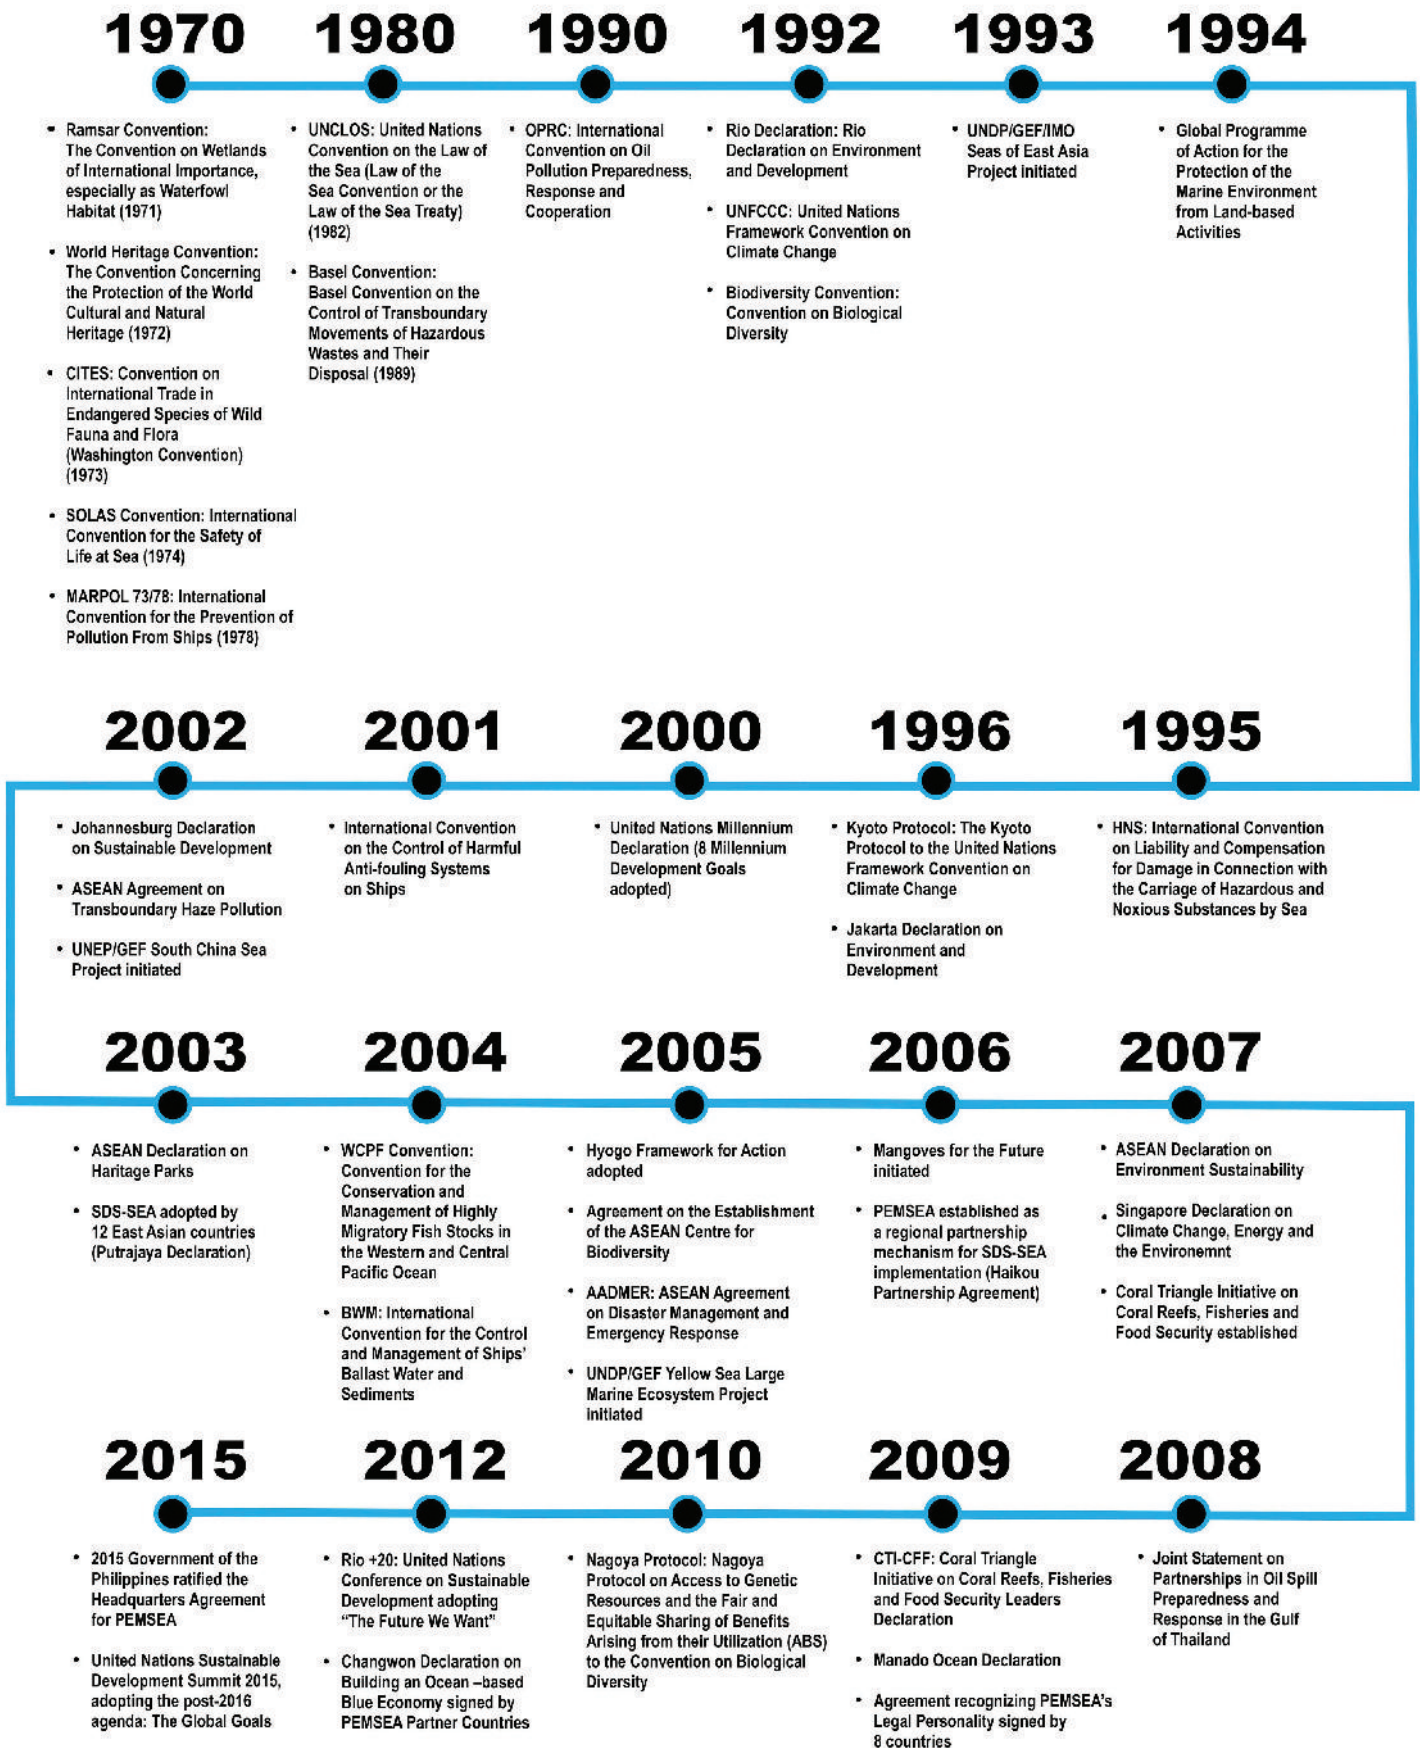 1970
• Ramsar Convention:
The Convention on Wetlands
of International Importance,
especially as Waterfowl
Habitat (1971)
• World Heritage Convention:
The Convention Concerning
the Protection of the World
Cultural and Natural
Heritage (1972)
• CITES: Convention on
International Trade in
Endangered Species of Wild
Fauna and Flora
(Washington Convention)
(1973)
• SOLAS Convention: International
Convention for the Safety of
Life at Sea (1974)
• MARPOL 73/78: International
Convention for the Prevention of
Pollution From Ships (1978)
1980
• UNCLOS: United Nations
Convention on the Law of
the Sea (Law of the
Sea Convention or the
Law of the Sea Treaty)
(1982)
• Basel Convention:
Basel Convention on the
Control of Transboundary
Movements of Hazardous
Wastes and Their
Disposal (1989)
1990
• OPRC: International
Convention on Oil
Pollution Preparedness,
Response and
Cooperation
1992
• Rio Declaration: Rio
Declaration on Environment
and Development
• UNFCCC: United Nations
Framework Convention on
Climate Change
• Biodiversity Convention:
Convention on Biological
Diversity
1993
• UNDP/GEF/IMO
Seas of East Asia
Project initiated
1994
• Global Programme
of Action for the
Protection of the
Marine Environment
from Land-based
Activities
2002
• Johannesburg Declaration
on Sustainable Development
• ASEAN Agreement on
Transboundary Haze Pollution
• UNEP/GEF South China Sea
Project initiated
2001
• International Convention
on the Control of Harmful
Anti-fouling Systems
on Ships
2000
• United Nations Millennium
Declaration (8 Millennium
Development Goals
adopted)
1996
• Kyoto Protocol: The Kyoto
Protocol to the United Nations
Framework Convention on
Climate Change
• Jakarta Declaration on
Environment and
Development
1995
• HNS: International Convention
on Liability and Compensation
for Damage in Connection with
the Carriage of Hazardous and
Noxious Substances by Sea
2003
• ASEAN Declaration on
Haritage Parks
• SDS-SEA adopted by
12 East Asian countries
(Putrajaya Declaration)
2004
• WCPF Convention:
Convention for the
Conservation and
Management of Highly
Migratory Fish Stocks in
the Western and Central
Pacific Ocean
• BWM: International
Convention for the Control
and Management of Ships’
Ballast Water and
Sediments
2005
• Hyogo Framework for Action
adopted
• Agreement on the Establishment
of the ASEAN Centre for
Biodiversity
• AADMER: ASEAN Agreement
on Disaster Management and
Emergency Response
• UNDP/GEF Yellow Sea Large
Marine Ecosystem Project
initiated
2006
• Mangoves for the Future
initiated
• PEMSEA established as
a regional partnership
mechanism for SDS-SEA
implementation (Haikou
Partnership Agreement)
2007
• ASEAN Declaration on
Environment Sustainability
• Singapore Declaration on
Climate Change, Energy and
the Environemnt
• Coral Triangle Initiative on
Coral Reefs, Fisheries and
Food Security established
2015
• 2015 Government of the
Philippines ratified the
Headquarters Agreement
for PEMSEA
• United Nations Sustainable
Development Summit 2015,
adopting the post-2016
agenda: The Global Goals
2012
• Rio +20: United Nations
Conference on Sustainable
Development adopting
“The Future We Want”
• Changwon Declaration on
Building an Ocean –based
Blue Economy signed by
PEMSEA Partner Countries
2010
• Nagoya Protocol: Nagoya
Protocol on Access to Genetic
Resources and the Fair and
Equitable Sharing of Benefits
Arising from their Utilization (ABS)
to the Convention on Biological
Diversity
2009
• CTI-CFF: Coral Triangle
Initiative on Coral Reefs, Fisheries
and Food Security Leaders
Declaration
• Manado Ocean Declaration
• Agreement recognizing PEMSEA’s
Legal Personality signed by
8 countries
2008
• Joint Statement on
Partnerships in Oil Spill
Preparedness and
Response in the Gulf
of Thailand